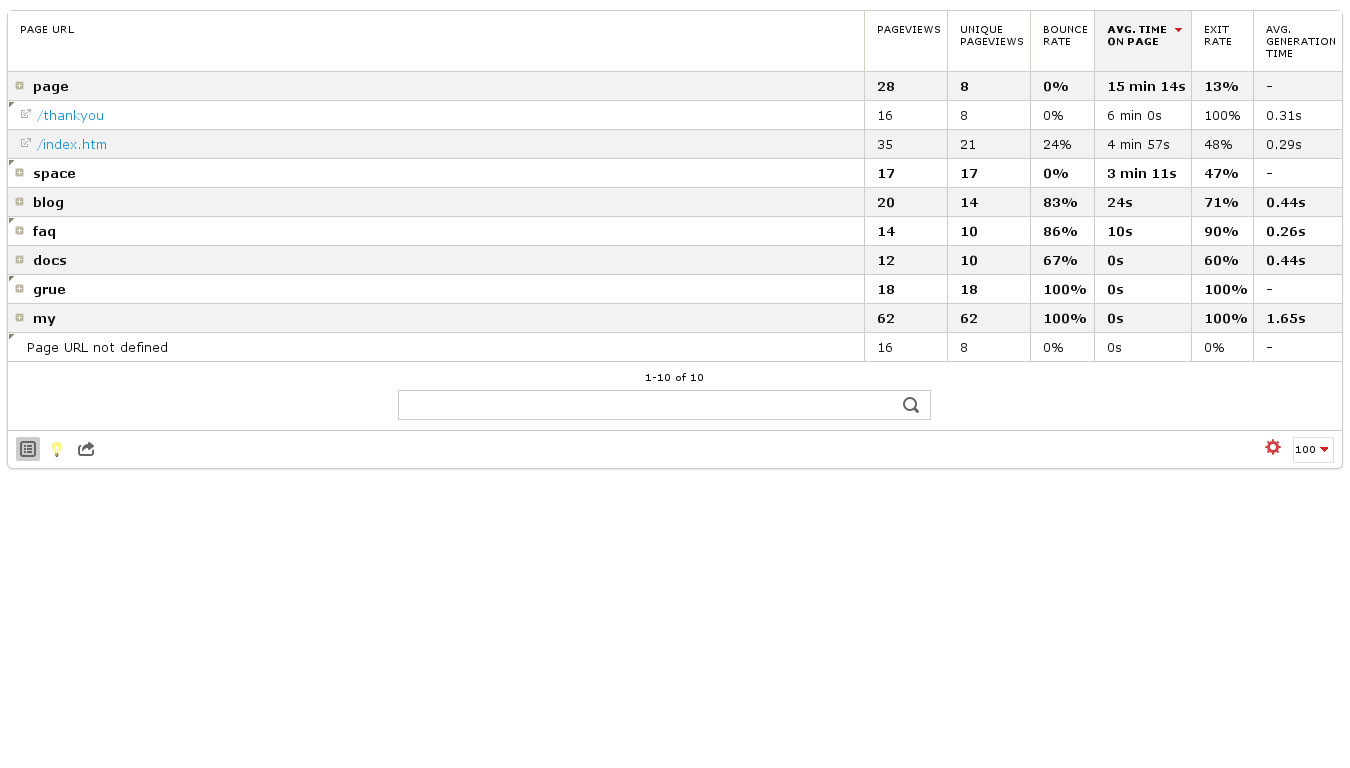 PAGE URL PAGEVIEWS UNIQUE PAGEVIEWS BOUNCE RATE AVG. TIME ON PAGE EXIT RATE AVG. GENERATION TIME
page 28 8 0% 15 min 14s 13% -
/thankyou 16 8 0% 6 min 0s 100% 0.31s
/index.htm 35 21 24% 4 min 57s 48% 0.29s
space 17 17 0% 3 min 11s 47% -
blog 20 14 83% 24s 71% 0.44s
faq 14 10 86% 10s 90% 0.26s
docs 12 10 67% 0s 60% 0.44s
grue 18 18 100% 0s 100% -
my 62 62 100% 0s 100% 1.65s
Page URL not defined 16 8 0% 0s 0% -
1-10 of 10
100